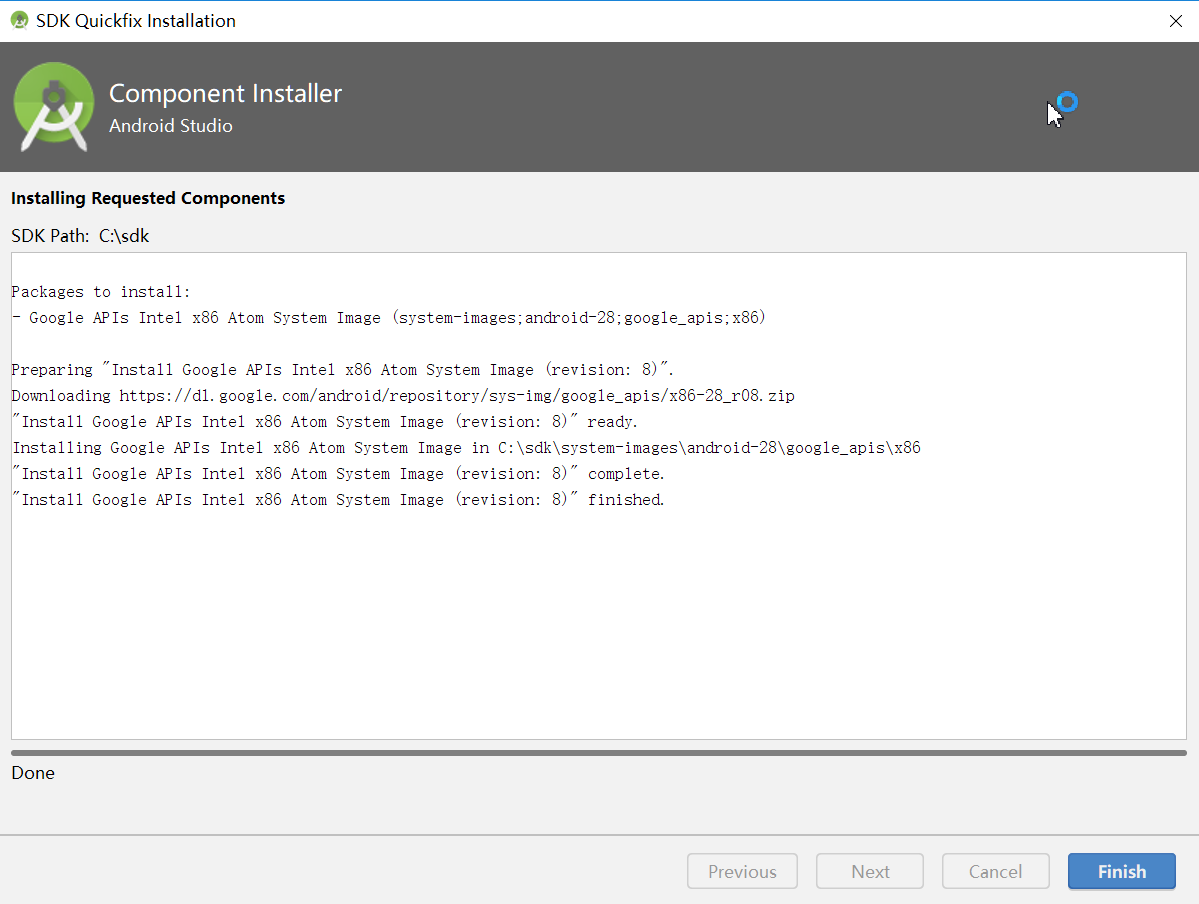 SDK Quickfix Installation
Component Installer
Android Studio
Installing Requested Components
SDK Path: C:\sdk
Packages to install:
- Google APIs Intel x86 Atom System Image (system-images;android-28;google_apis;x86)
Preparing "Install Google APIs Intel x86 Atom System Image (revision: 8)".
Downloading https://dl.google.com/android/repository/sys-img/google_apis/x86-28_r08.zip
"Install Google APIs Intel x86 Atom System Image (revision: 8)" ready.
Installing Google APIs Intel x86 Atom System Image in C:\sdk\system-images\android-28\google_apis\x86
"Install Google APIs Intel x86 Atom System Image (revision: 8)" complete.
"Install Google APIs Intel x86 Atom System Image (revision: 8)" finished.
Done
Previous Next Cancel Finish